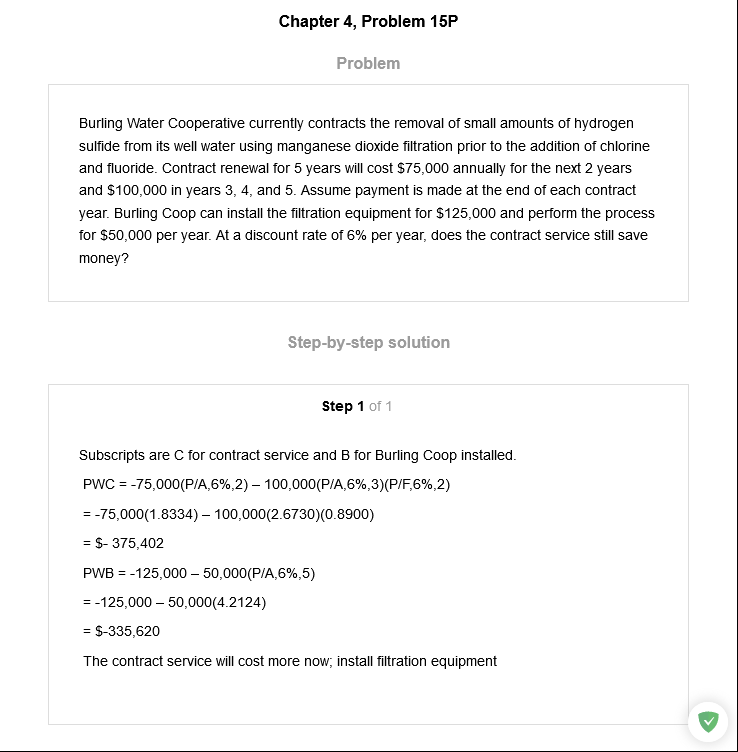 Chapter 4, Problem 15P
Problem
Burling Water Cooperative currently contracts the removal of small amounts of hydrogen
sulfide from its well water using manganese dioxide filtration prior to the addition of chlorine
and fluoride. Contract renewal for 5 years will cost $75,000 annually for the next 2 years
and $100,000 in years 3, 4, and 5. Assume payment is made at the end of each contract
year. Burling Coop can install the filtration equipment for $125,000 and perform the process
for $50,000 per year. At a discount rate of 6% per year, does the contract service still save
money?
Step-by-step solution
Step 1 of 1
Subscripts are C for contract service and B for Burling Coop installed.
PWC = -75,000(P/A,6%,2) – 100,000(P/A,6%,3)(P/F,6%,2)
= -75,000(1.8334) – 100,000(2.6730)(0.8900)
= $- 375,402
PWB = -125,000 – 50,000(P/A,6%,5)
= -125,000 – 50,000(4.2124)
= $-335,620
The contract service will cost more now; install filtration equipment